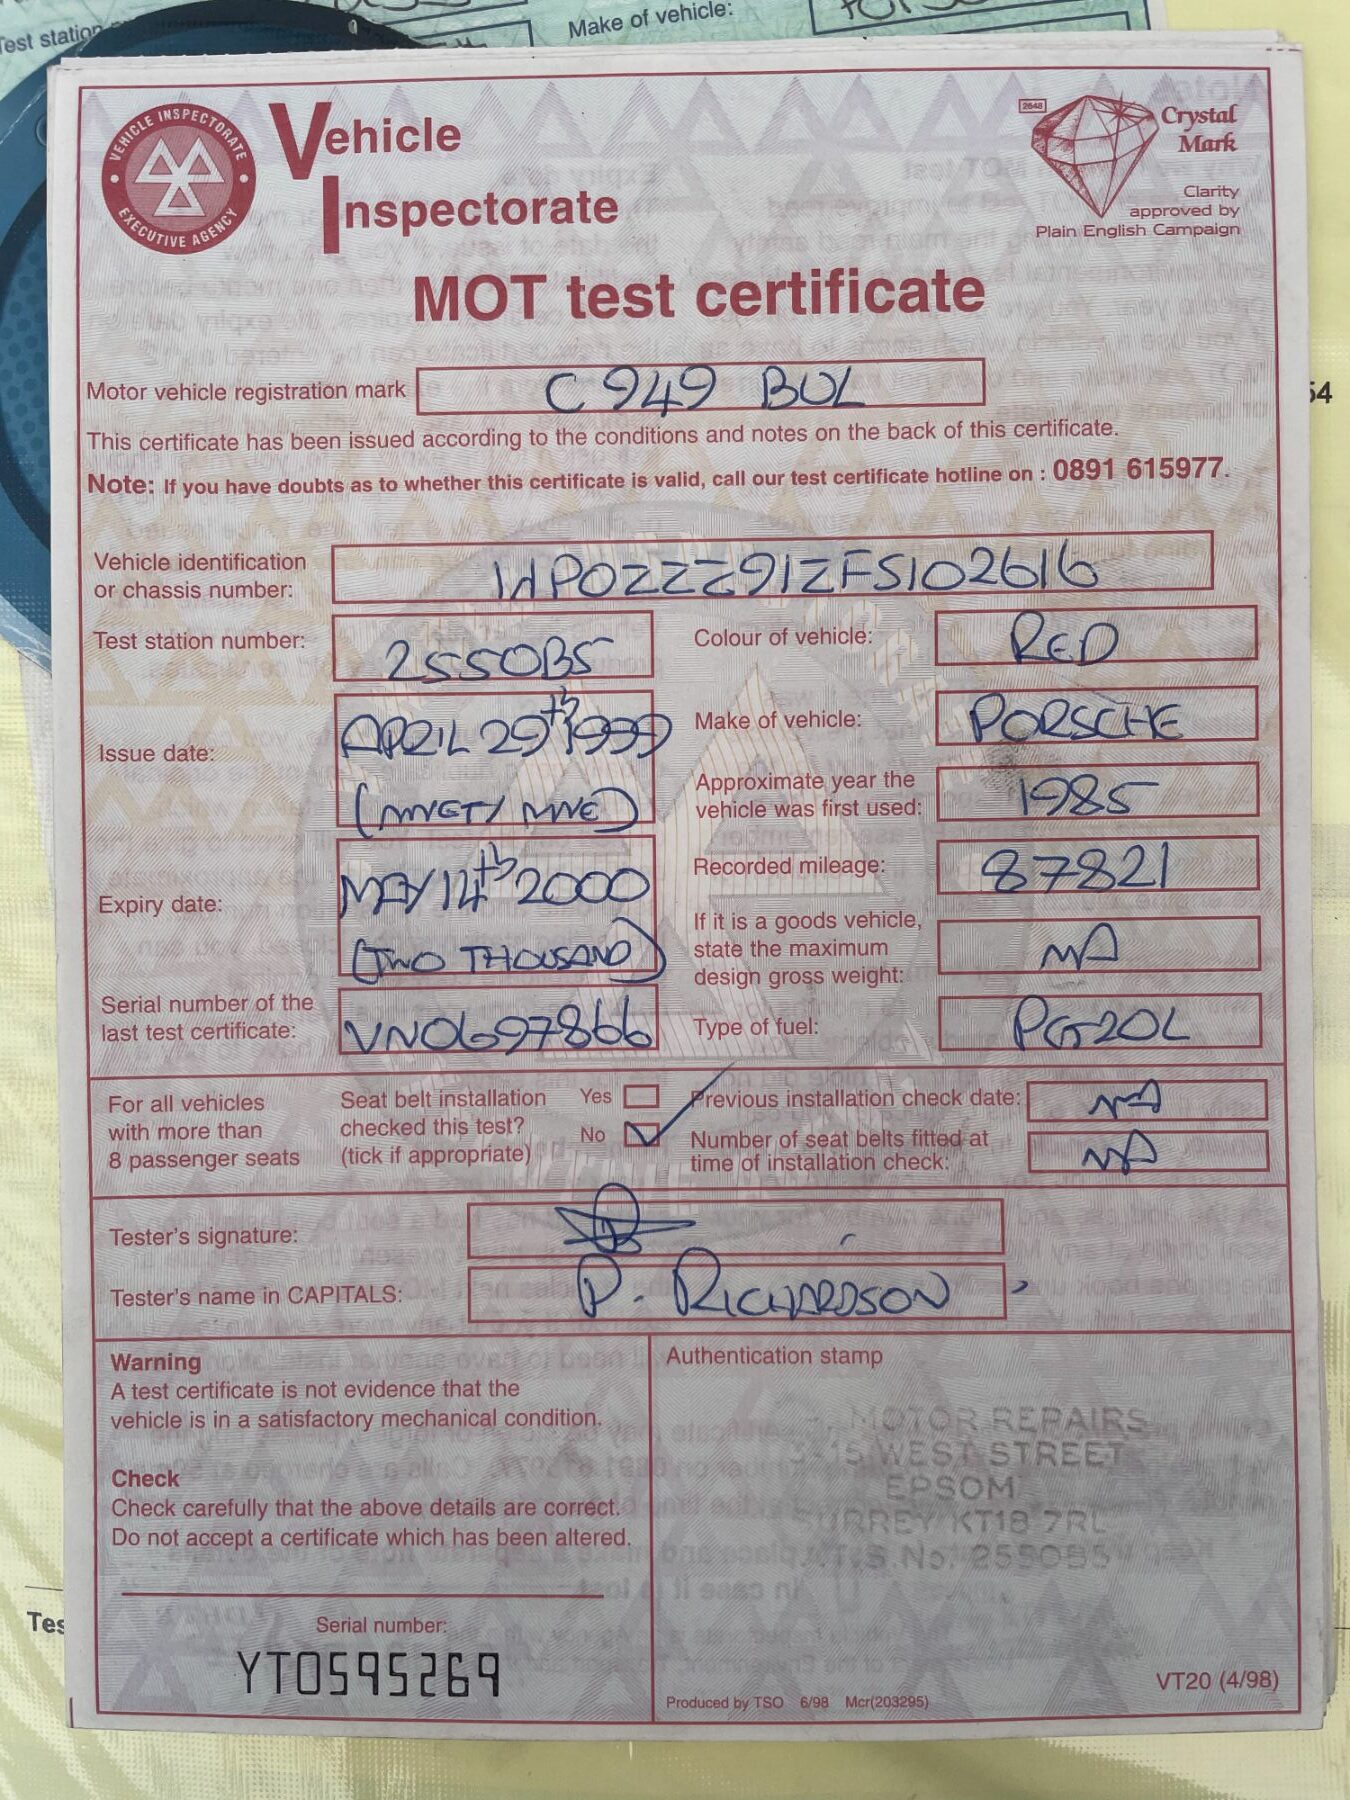 Test station
Make of vehicle:
VEHICLE INSPECTORATE
EXECUTIVE AGENCY
Vehicle
Inspectorate
2648
Crystal
Mark
Clarity
approved by
Plain English Campaign
MOT test certificate
Motor vehicle registration mark C949 BUL
This certificate has been issued according to the conditions and notes on the back of this certificate.
Note: If you have doubts as to whether this certificate is valid, call our test certificate hotline on : 0891 615977.
54
Vehicle identification
or chassis number: WPOZZZ91ZFS102616
Test station number: 2550B5
Colour of vehicle: RED
Issue date: APRIL 29th 1999
(NINETY NINE)
Make of vehicle: PORSCHE
Approximate year the
vehicle was first used: 1985
Expiry date: MAY 14th 2000
(TWO THOUSAND)
Recorded mileage: 87821
If it is a goods vehicle,
state the maximum
design gross weight: NA
Serial number of the
last test certificate: VN0697866
Type of fuel: PETROL
For all vehicles
with more than
8 passenger seats
Seat belt installation
checked this test?
(tick if appropriate)
Yes
No
Previous installation check date: NA
Number of seat belts fitted at
time of installation check: NA
Tester's signature:
Tester's name in CAPITALS: P. RICHARDSON
Warning
A test certificate is not evidence that the
vehicle is in a satisfactory mechanical condition.
Check
Check carefully that the above details are correct.
Do not accept a certificate which has been altered.
Serial number:
YT0595269
Authentication stamp
MOTOR REPAIRS
3-15 WEST STREET
EPSOM
SURREY KT18 7RL
V.T.S. No. 2550B5
Produced by TSO 6/98 Mcr(203295)
VT20 (4/98)
Tes